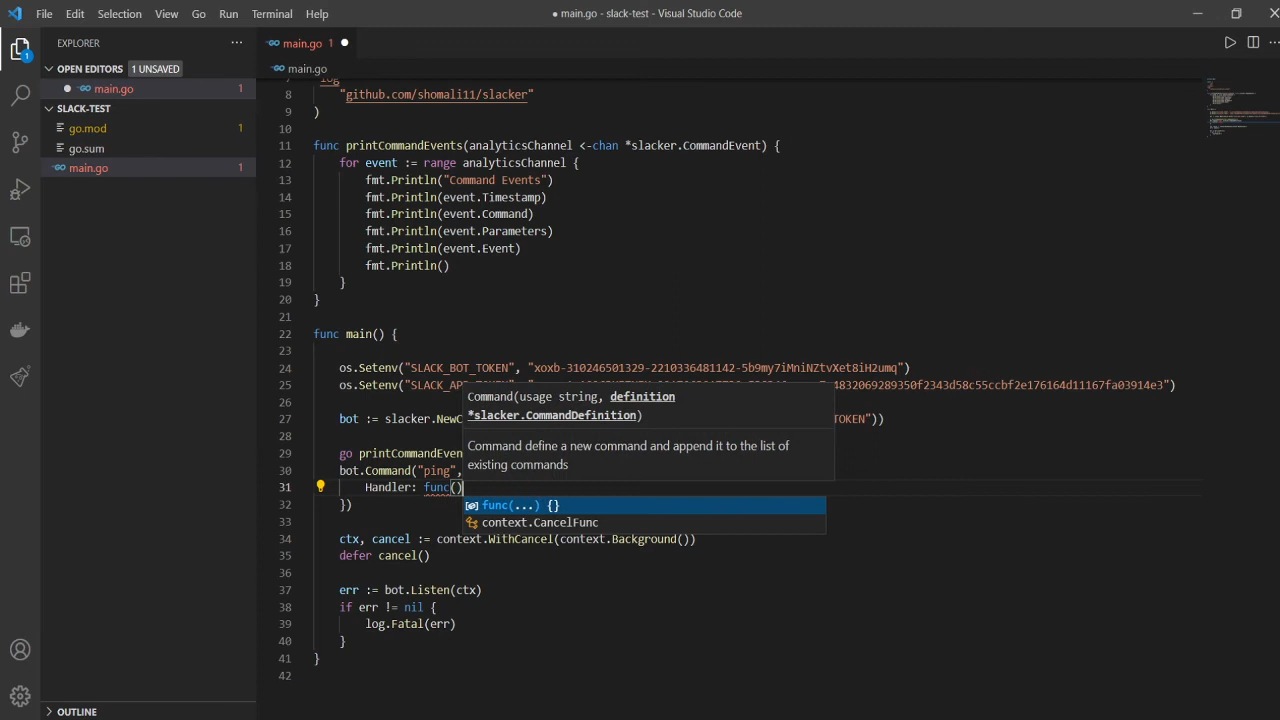 File Edit Selection View Go Run Terminal Help
● main.go - slack-test - Visual Studio Code
EXPLORER
OPEN EDITORS 1 UNSAVED
main.go 1
SLACK-TEST
go.mod 1
go.sum
main.go 1
OUTLINE
1
main.go 1
main.go
log
8 "github.com/shomali11/slacker"
9 )
10
11 func printCommandEvents(analyticsChannel <-chan *slacker.CommandEvent) {
12 for event := range analyticsChannel {
13 fmt.Println("Command Events")
14 fmt.Println(event.Timestamp)
15 fmt.Println(event.Command)
16 fmt.Println(event.Parameters)
17 fmt.Println(event.Event)
18 fmt.Println()
19 }
20 }
21
22 func main() {
23
24 os.Setenv("SLACK_BOT_TOKEN", "xoxb-310246501329-2210336481142-5b9my7iMniNZtvXet8iH2umq")
25 os.Setenv("SLACK_APP_TOKEN",
26
27 bot := slacker.NewC OKEN"))
28
29 go printCommandEven
30 bot.Command("ping",
31 Handler: func()
32 })
33
34 ctx, cancel := context.WithCancel(context.Background())
35 defer cancel()
36
37 err := bot.Listen(ctx)
38 if err != nil {
39 log.Fatal(err)
40 }
41 }
42
Command(usage string, definition
*slacker.CommandDefinition)
Command define a new command and append it to the list of
existing commands
func(...) {}
context.CancelFunc